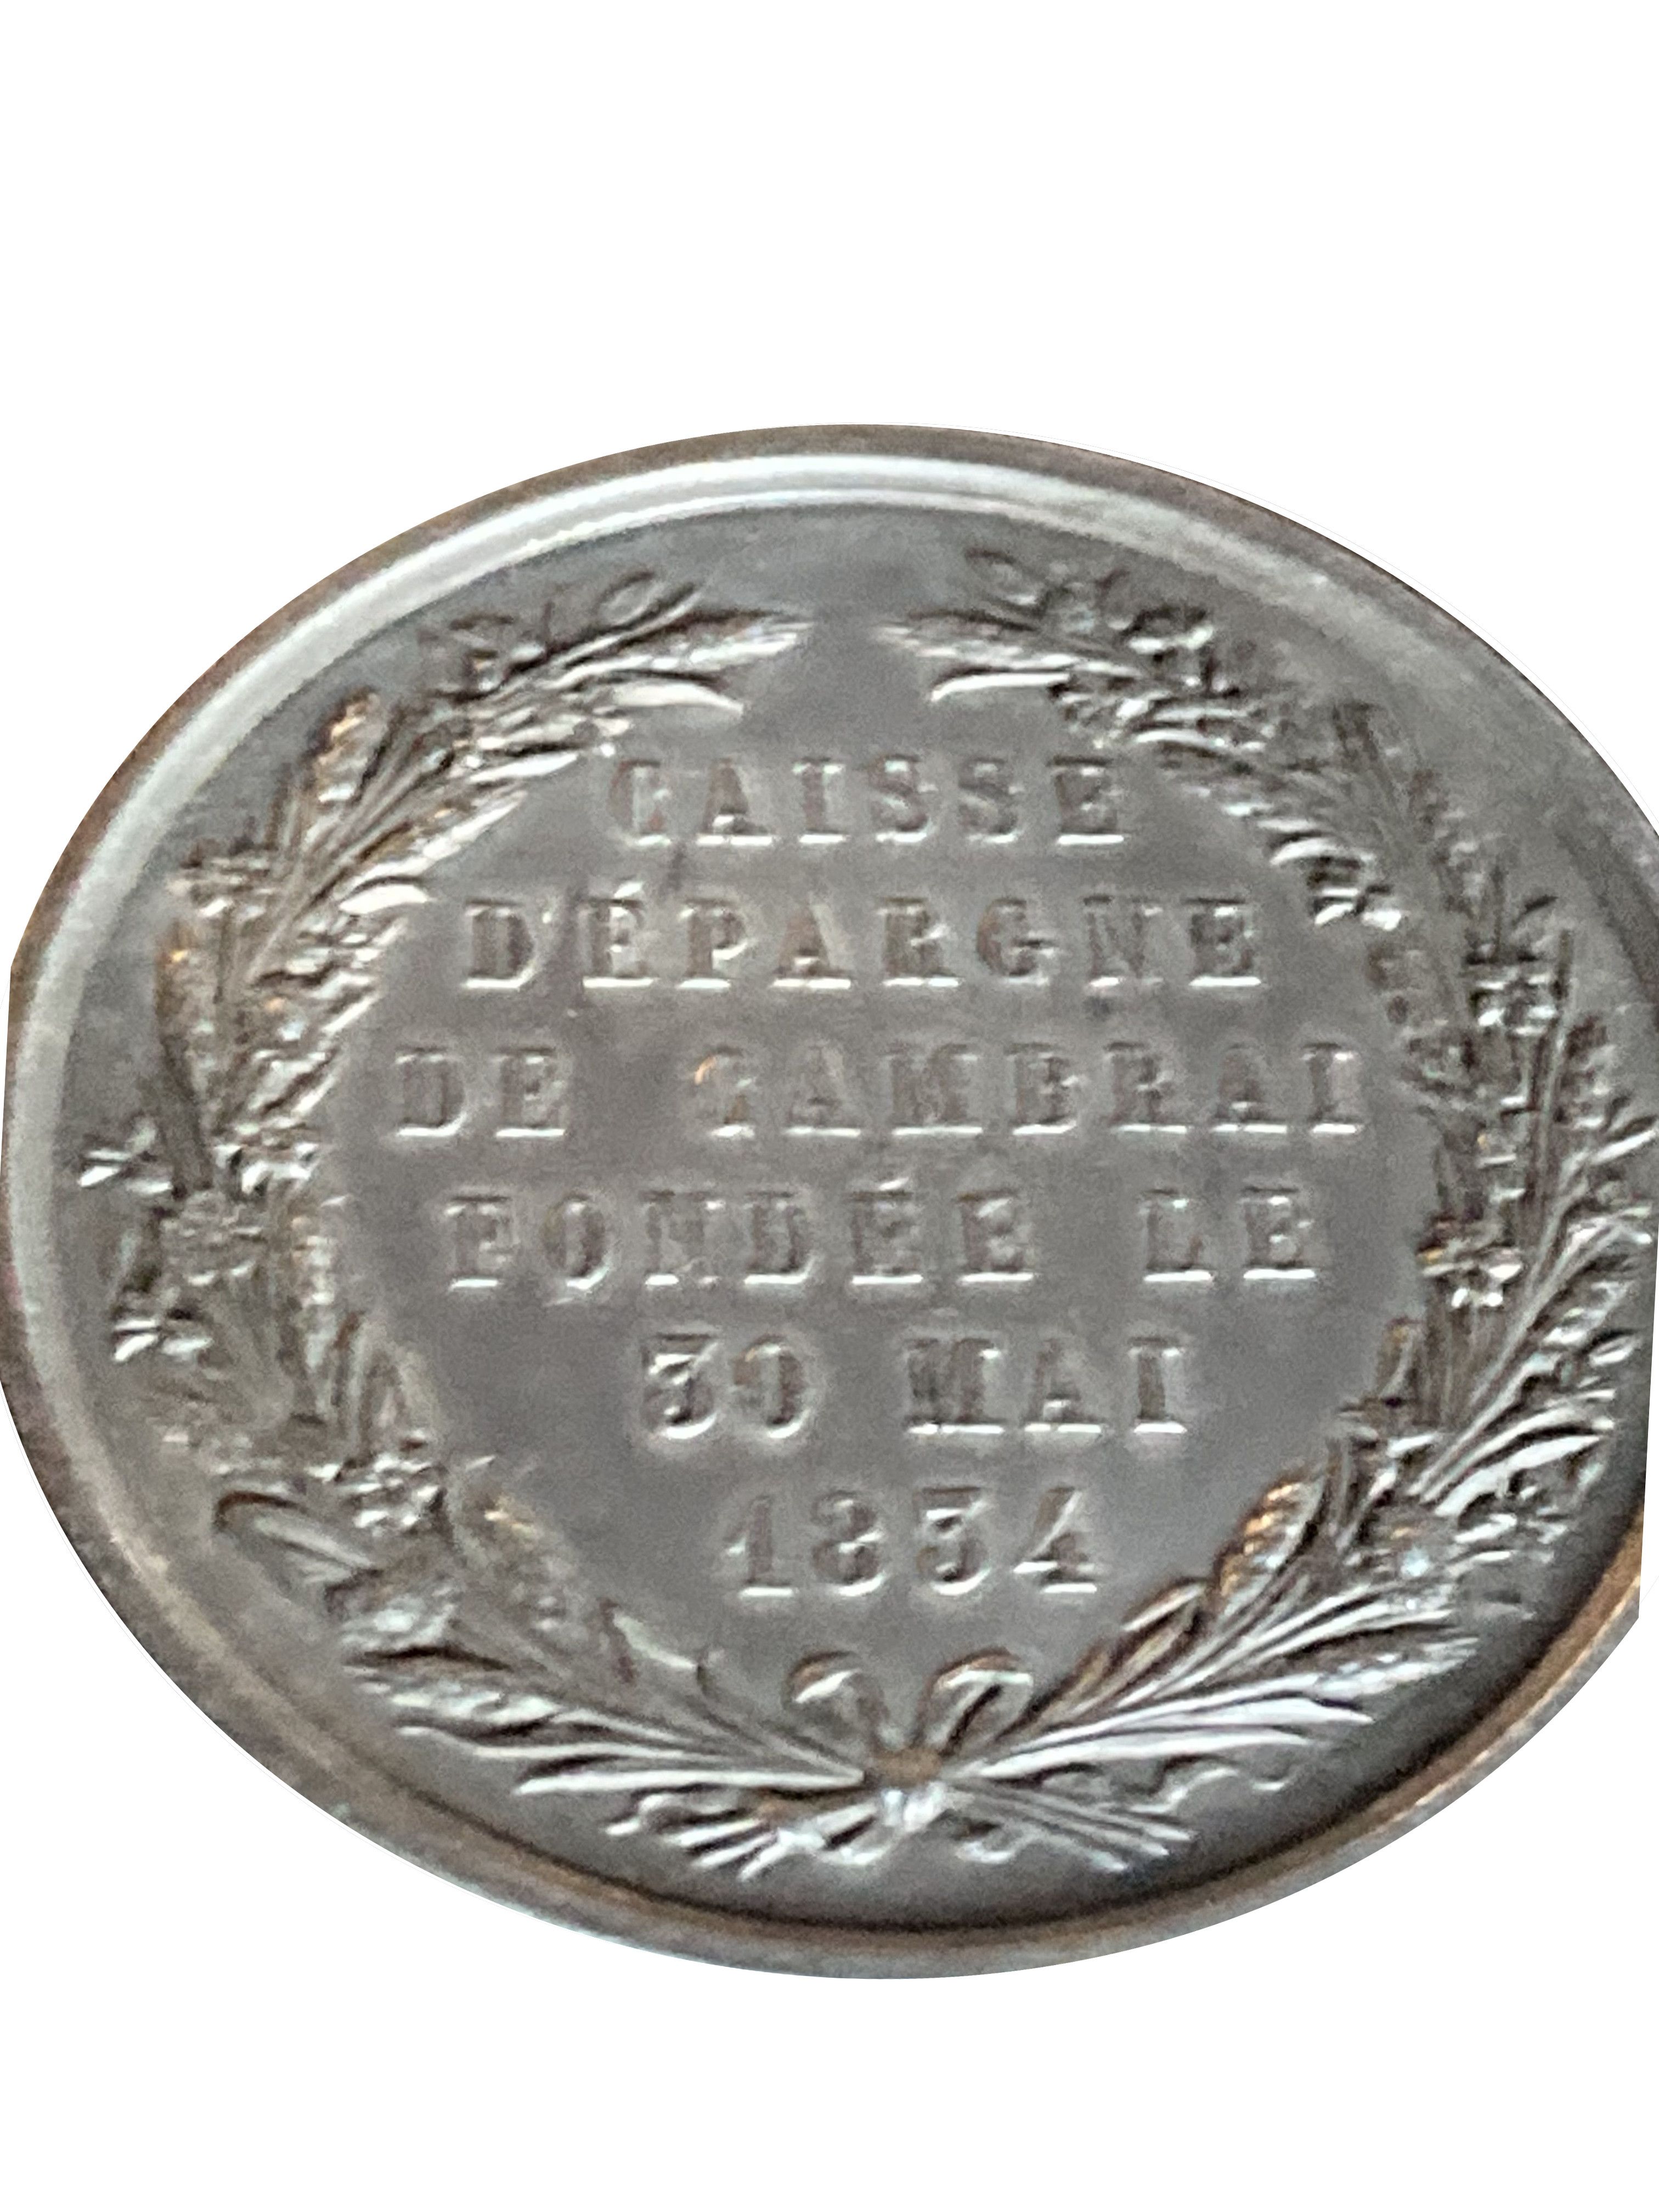 CAISSE
D'ÉPARGNE
DE CAMBRAI
FONDÉE LE
30 MAI
1834